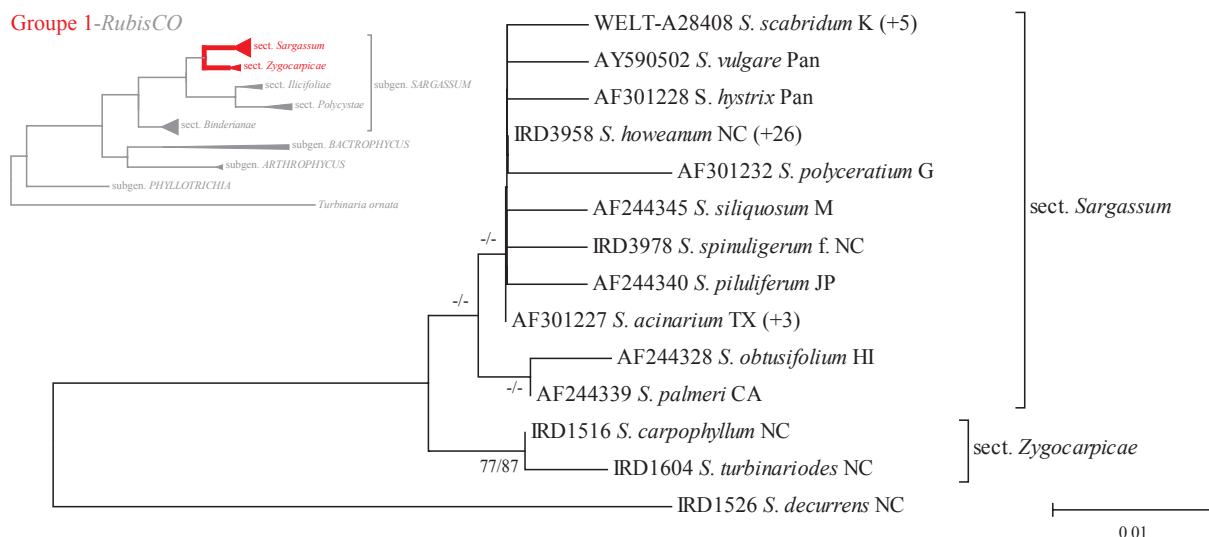 Groupe 1-RubisCO
sect. Sargassum
sect. Zygocarpicae
sect. Ilicifoliae
subgen. SARGASSUM
sect. Polycystae
sect. Binderianae
subgen. BACTROPHYCUS
subgen. ARTHROPHYCUS
subgen. PHYLLOTRICHIA
Turbinaria ornata
WELT-A28408 S. scabridum K (+5)
AY590502 S. vulgare Pan
AF301228 S. hystrix Pan
IRD3958 S. howeanum NC (+26)
AF301232 S. polyceratium G
AF244345 S. siliquosum M
sect. Sargassum
-/-
IRD3978 S. spinuligerum f. NC
AF244340 S. piluliferum JP
-/-
AF301227 S. acinarium TX (+3)
AF244328 S. obtusifolium HI
-/-
AF244339 S. palmeri CA
IRD1516 S. carpophyllum NC
sect. Zygocarpicae
77/87
IRD1604 S. turbinariodes NC
IRD1526 S. decurrens NC
0.01